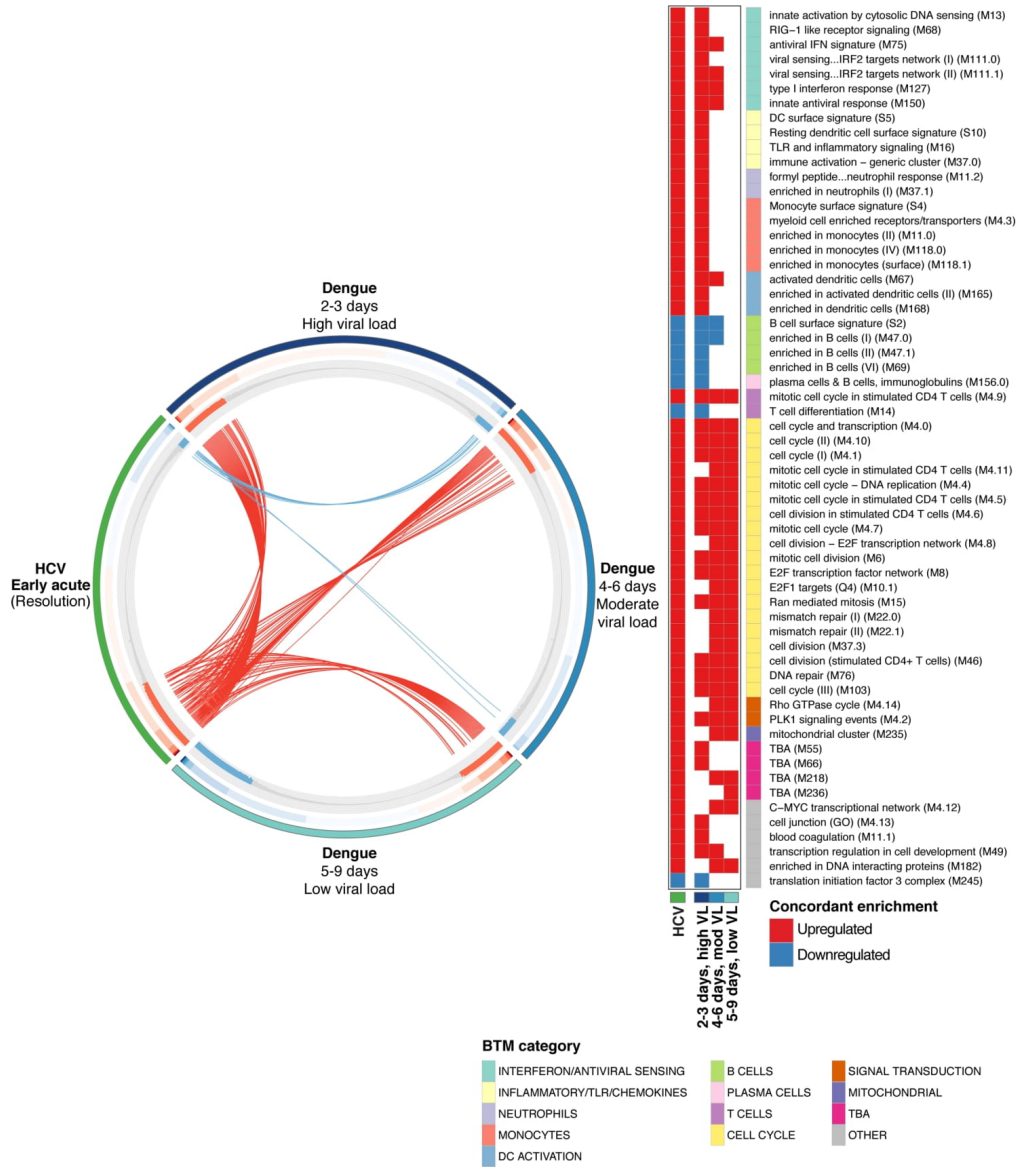 Dengue
2-3 days
High viral load
HCV
Early acute
(Resolution)
Dengue
4-6 days
Moderate
viral load
Dengue
5-9 days
Low viral load
innate activation by cytosolic DNA sensing (M13)
RIG−1 like receptor signaling (M68)
antiviral IFN signature (M75)
viral sensing...IRF2 targets network (I) (M111.0)
viral sensing...IRF2 targets network (II) (M111.1)
type I interferon response (M127)
innate antiviral response (M150)
DC surface signature (S5)
Resting dendritic cell surface signature (S10)
TLR and inflammatory signaling (M16)
immune activation − generic cluster (M37.0)
formyl peptide...neutrophil response (M11.2)
enriched in neutrophils (I) (M37.1)
Monocyte surface signature (S4)
myeloid cell enriched receptors/transporters (M4.3)
enriched in monocytes (II) (M11.0)
enriched in monocytes (IV) (M118.0)
enriched in monocytes (surface) (M118.1)
activated dendritic cells (M67)
enriched in activated dendritic cells (II) (M165)
enriched in dendritic cells (M168)
B cell surface signature (S2)
enriched in B cells (I) (M47.0)
enriched in B cells (II) (M47.1)
enriched in B cells (VI) (M69)
plasma cells & B cells, immunoglobulins (M156.0)
mitotic cell cycle in stimulated CD4 T cells (M4.9)
T cell differentiation (M14)
cell cycle and transcription (M4.0)
cell cycle (II) (M4.10)
cell cycle (I) (M4.1)
mitotic cell cycle in stimulated CD4 T cells (M4.11)
mitotic cell cycle − DNA replication (M4.4)
mitotic cell cycle in stimulated CD4 T cells (M4.5)
cell division in stimulated CD4 T cells (M4.6)
mitotic cell cycle (M4.7)
cell division − E2F transcription network (M4.8)
mitotic cell division (M6)
E2F transcription factor network (M8)
E2F1 targets (Q4) (M10.1)
Ran mediated mitosis (M15)
mismatch repair (I) (M22.0)
mismatch repair (II) (M22.1)
cell division (M37.3)
cell division (stimulated CD4+ T cells) (M46)
DNA repair (M76)
cell cycle (III) (M103)
Rho GTPase cycle (M4.14)
PLK1 signaling events (M4.2)
mitochondrial cluster (M235)
TBA (M55)
TBA (M66)
TBA (M218)
TBA (M236)
C−MYC transcriptional network (M4.12)
cell junction (GO) (M4.13)
blood coagulation (M11.1)
transcription regulation in cell development (M49)
enriched in DNA interacting proteins (M182)
translation initiation factor 3 complex (M245)
HCV
2-3 days, high VL
4-6 days, mod VL
5-9 days, low VL
Concordant enrichment
Upregulated
Downregulated
BTM category
INTERFERON/ANTIVIRAL SENSING
INFLAMMATORY/TLR/CHEMOKINES
NEUTROPHILS
MONOCYTES
DC ACTIVATION
B CELLS
PLASMA CELLS
T CELLS
CELL CYCLE
SIGNAL TRANSDUCTION
MITOCHONDRIAL
TBA
OTHER